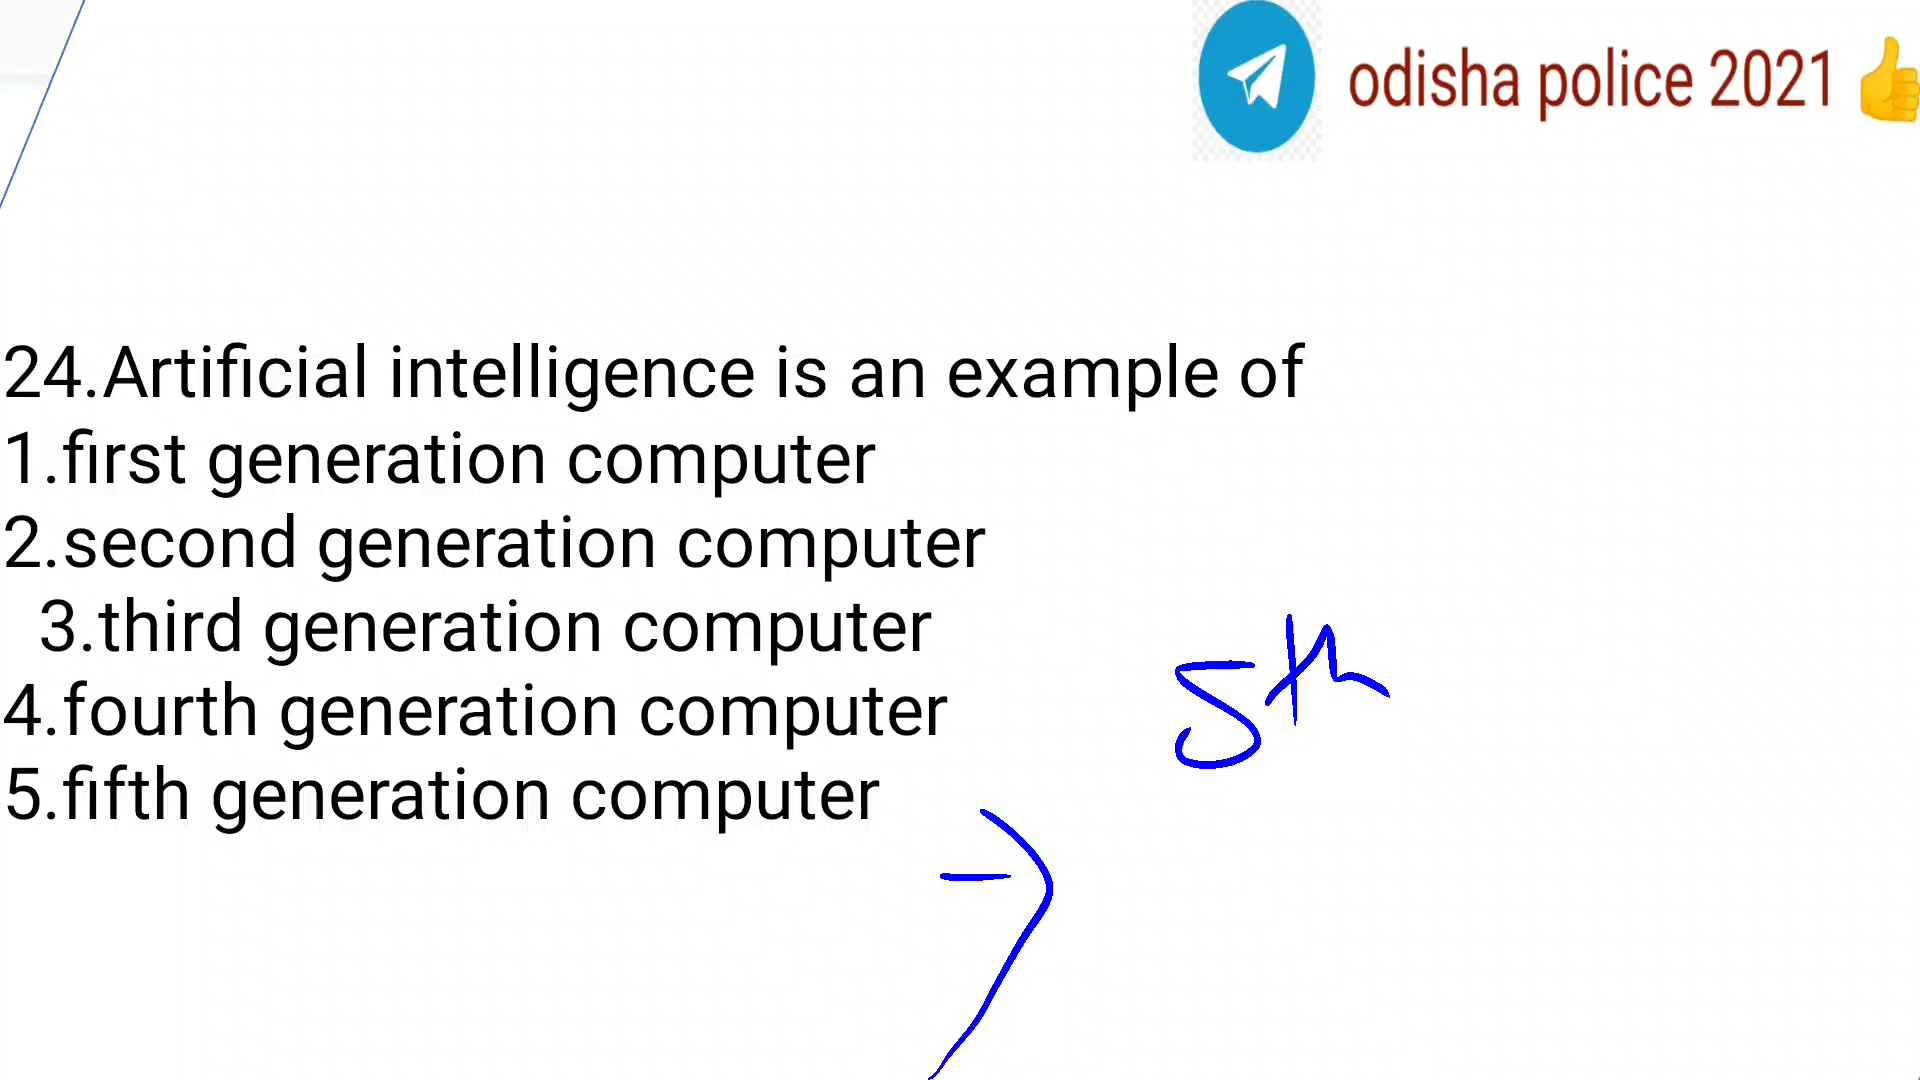 odisha police 2021
24.Artificial intelligence is an example of
1.first generation computer
2.second generation computer
3.third generation computer
4.fourth generation computer
5.fifth generation computer
5th